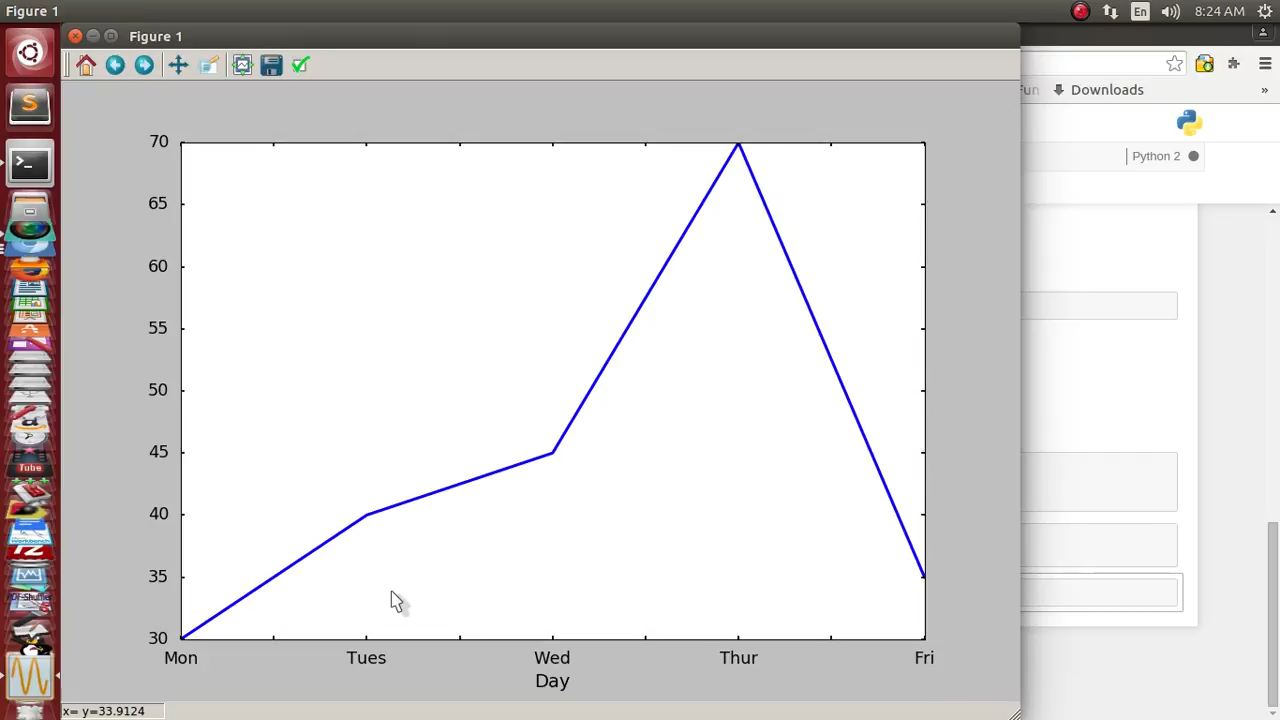 Figure 1
En
8:24 AM
Figure 1
Downloads
»
Python 2
70
65
60
55
50
45
40
35
30
Mon Tues Wed Thur Fri
Day
x= y=33.9124
S
>_
a
Tube